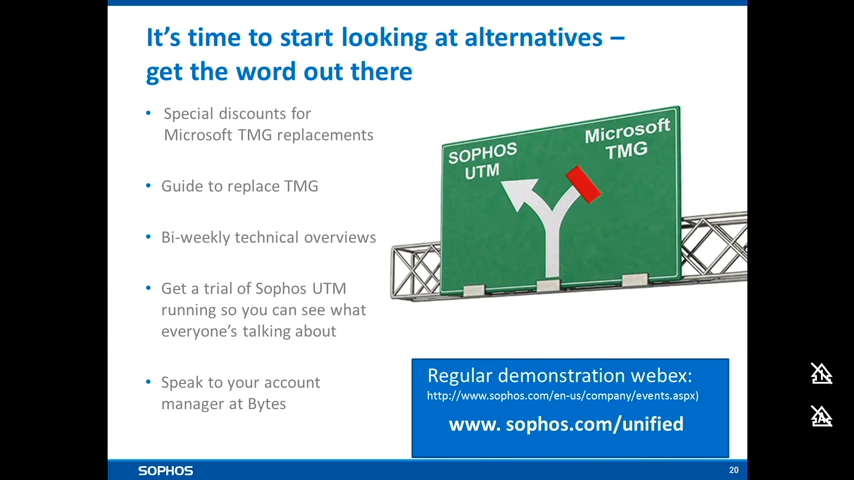 It's time to start looking at alternatives –
get the word out there
• Special discounts for
Microsoft TMG replacements
• Guide to replace TMG
• Bi-weekly technical overviews
• Get a trial of Sophos UTM
running so you can see what
everyone's talking about
• Speak to your account
manager at Bytes
SOPHOS
UTM
Microsoft
TMG
Regular demonstration webex:
http://www.sophos.com/en-us/company/events.aspx)
www. sophos.com/unified
SOPHOS
20